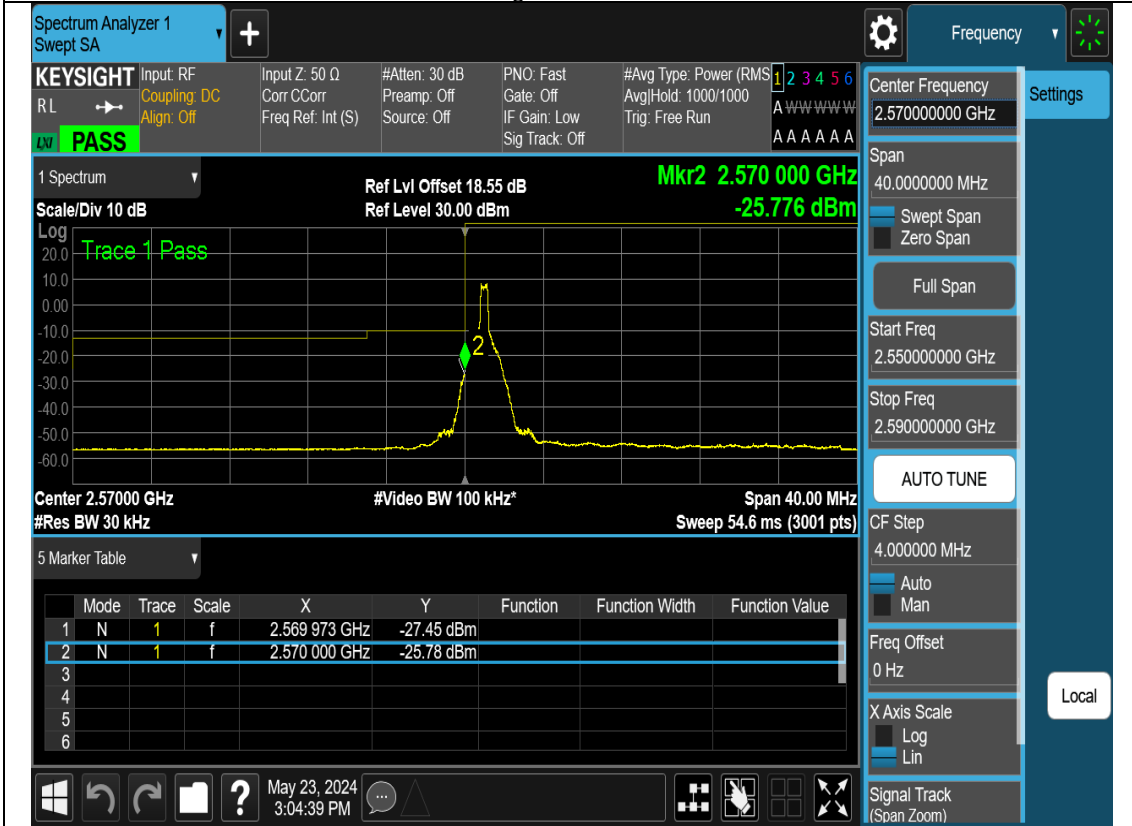 Spectrum Analyzer 1
Swept SA
+
Frequency
KEYSIGHT
RL
LXI
PASS
Input: RF
Coupling: DC
Align: Off
Input Z: 50 Ω
Corr CCorr
Freq Ref: Int (S)
#Atten: 30 dB
Preamp: Off
Source: Off
PNO: Fast
Gate: Off
IF Gain: Low
Sig Track: Off
#Avg Type: Power (RMS
Avg|Hold: 1000/1000
Trig: Free Run
1 2 3 4 5 6
A W W W W W
A A A A A A
1 Spectrum
Scale/Div 10 dB
Ref Lvl Offset 18.55 dB
Ref Level 30.00 dBm
Mkr2 2.570 000 GHz
-25.776 dBm
Log
Trace 1 Pass
20.0
10.0
0.00
-10.0
-20.0
-30.0
-40.0
-50.0
-60.0
2
Center 2.57000 GHz
#Video BW 100 kHz*
Span 40.00 MHz
#Res BW 30 kHz
Sweep 54.6 ms (3001 pts)
5 Marker Table
Mode Trace Scale X Y Function Function Width Function Value
1 N 1 f 2.569 973 GHz -27.45 dBm
2 N 1 f 2.570 000 GHz -25.78 dBm
3
4
5
6
?
May 23, 2024
3:04:39 PM
Center Frequency
2.570000000 GHz
Settings
Span
40.0000000 MHz
Swept Span
Zero Span
Full Span
Start Freq
2.550000000 GHz
Stop Freq
2.590000000 GHz
AUTO TUNE
CF Step
4.000000 MHz
Auto
Man
Freq Offset
0 Hz
X Axis Scale
Log
Lin
Local
Signal Track
(Span Zoom)